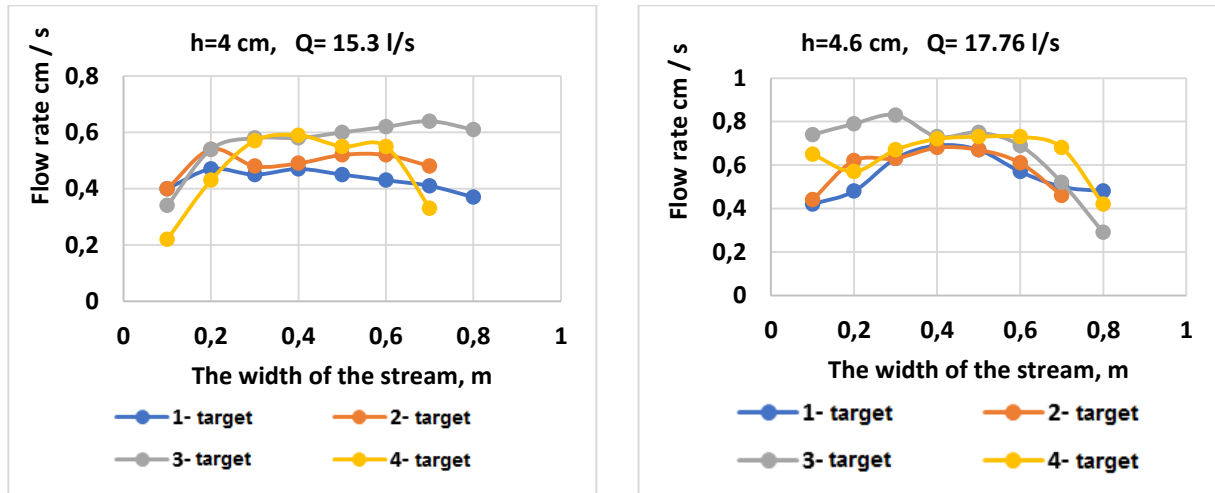 h=4 cm, Q= 15.3 l/s
Flow rate cm / s
0,8
0,6
0,4
0,2
0
0 0,2 0,4 0,6 0,8 1
The width of the stream, m
1- target 2- target
3- target 4- target
h=4.6 cm, Q= 17.76 l/s
Flow rate cm / s
1
0,8
0,6
0,4
0,2
0
0 0,2 0,4 0,6 0,8 1
The width of the stream, m
1- target 2- target
3- target 4- target